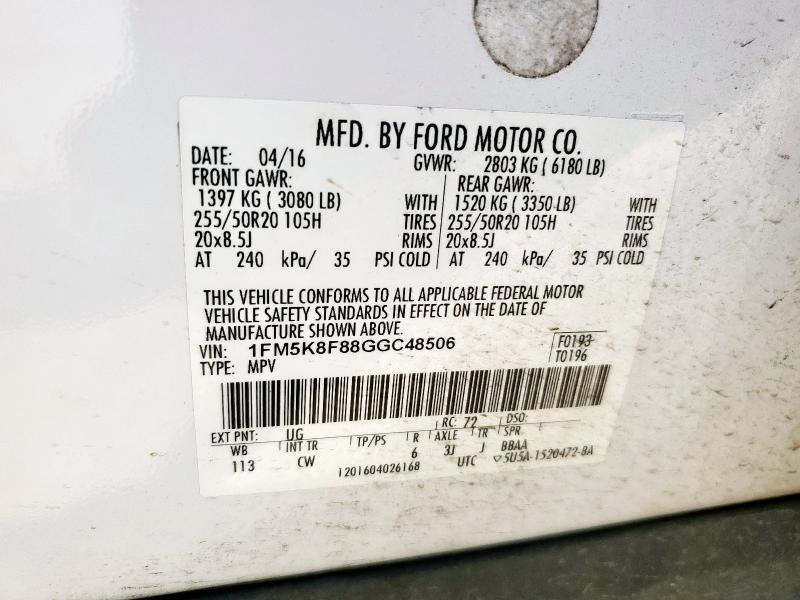 MFD. BY FORD MOTOR CO.
DATE: 04/16 GVWR: 2803 KG ( 6180 LB)
FRONT GAWR: REAR GAWR:
1397 KG ( 3080 LB) WITH 1520 KG ( 3350 LB) WITH
255/50R20 105H TIRES 255/50R20 105H TIRES
20x8.5J RIMS 20x8.5J RIMS
AT 240 kPa/ 35 PSI COLD AT 240 kPa/ 35 PSI COLD
THIS VEHICLE CONFORMS TO ALL APPLICABLE FEDERAL MOTOR
VEHICLE SAFETY STANDARDS IN EFFECT ON THE DATE OF
MANUFACTURE SHOWN ABOVE.
VIN: 1FM5K8F88GGC48506 F0193
TYPE: MPV T0196
EXT PNT: UG RC: 72 DSO:
WB INT TR TP/PS R AXLE TR SPR
113 CW 6 3J J BBAA
1201604026168 UTC ▽5U5A-1520472-BA